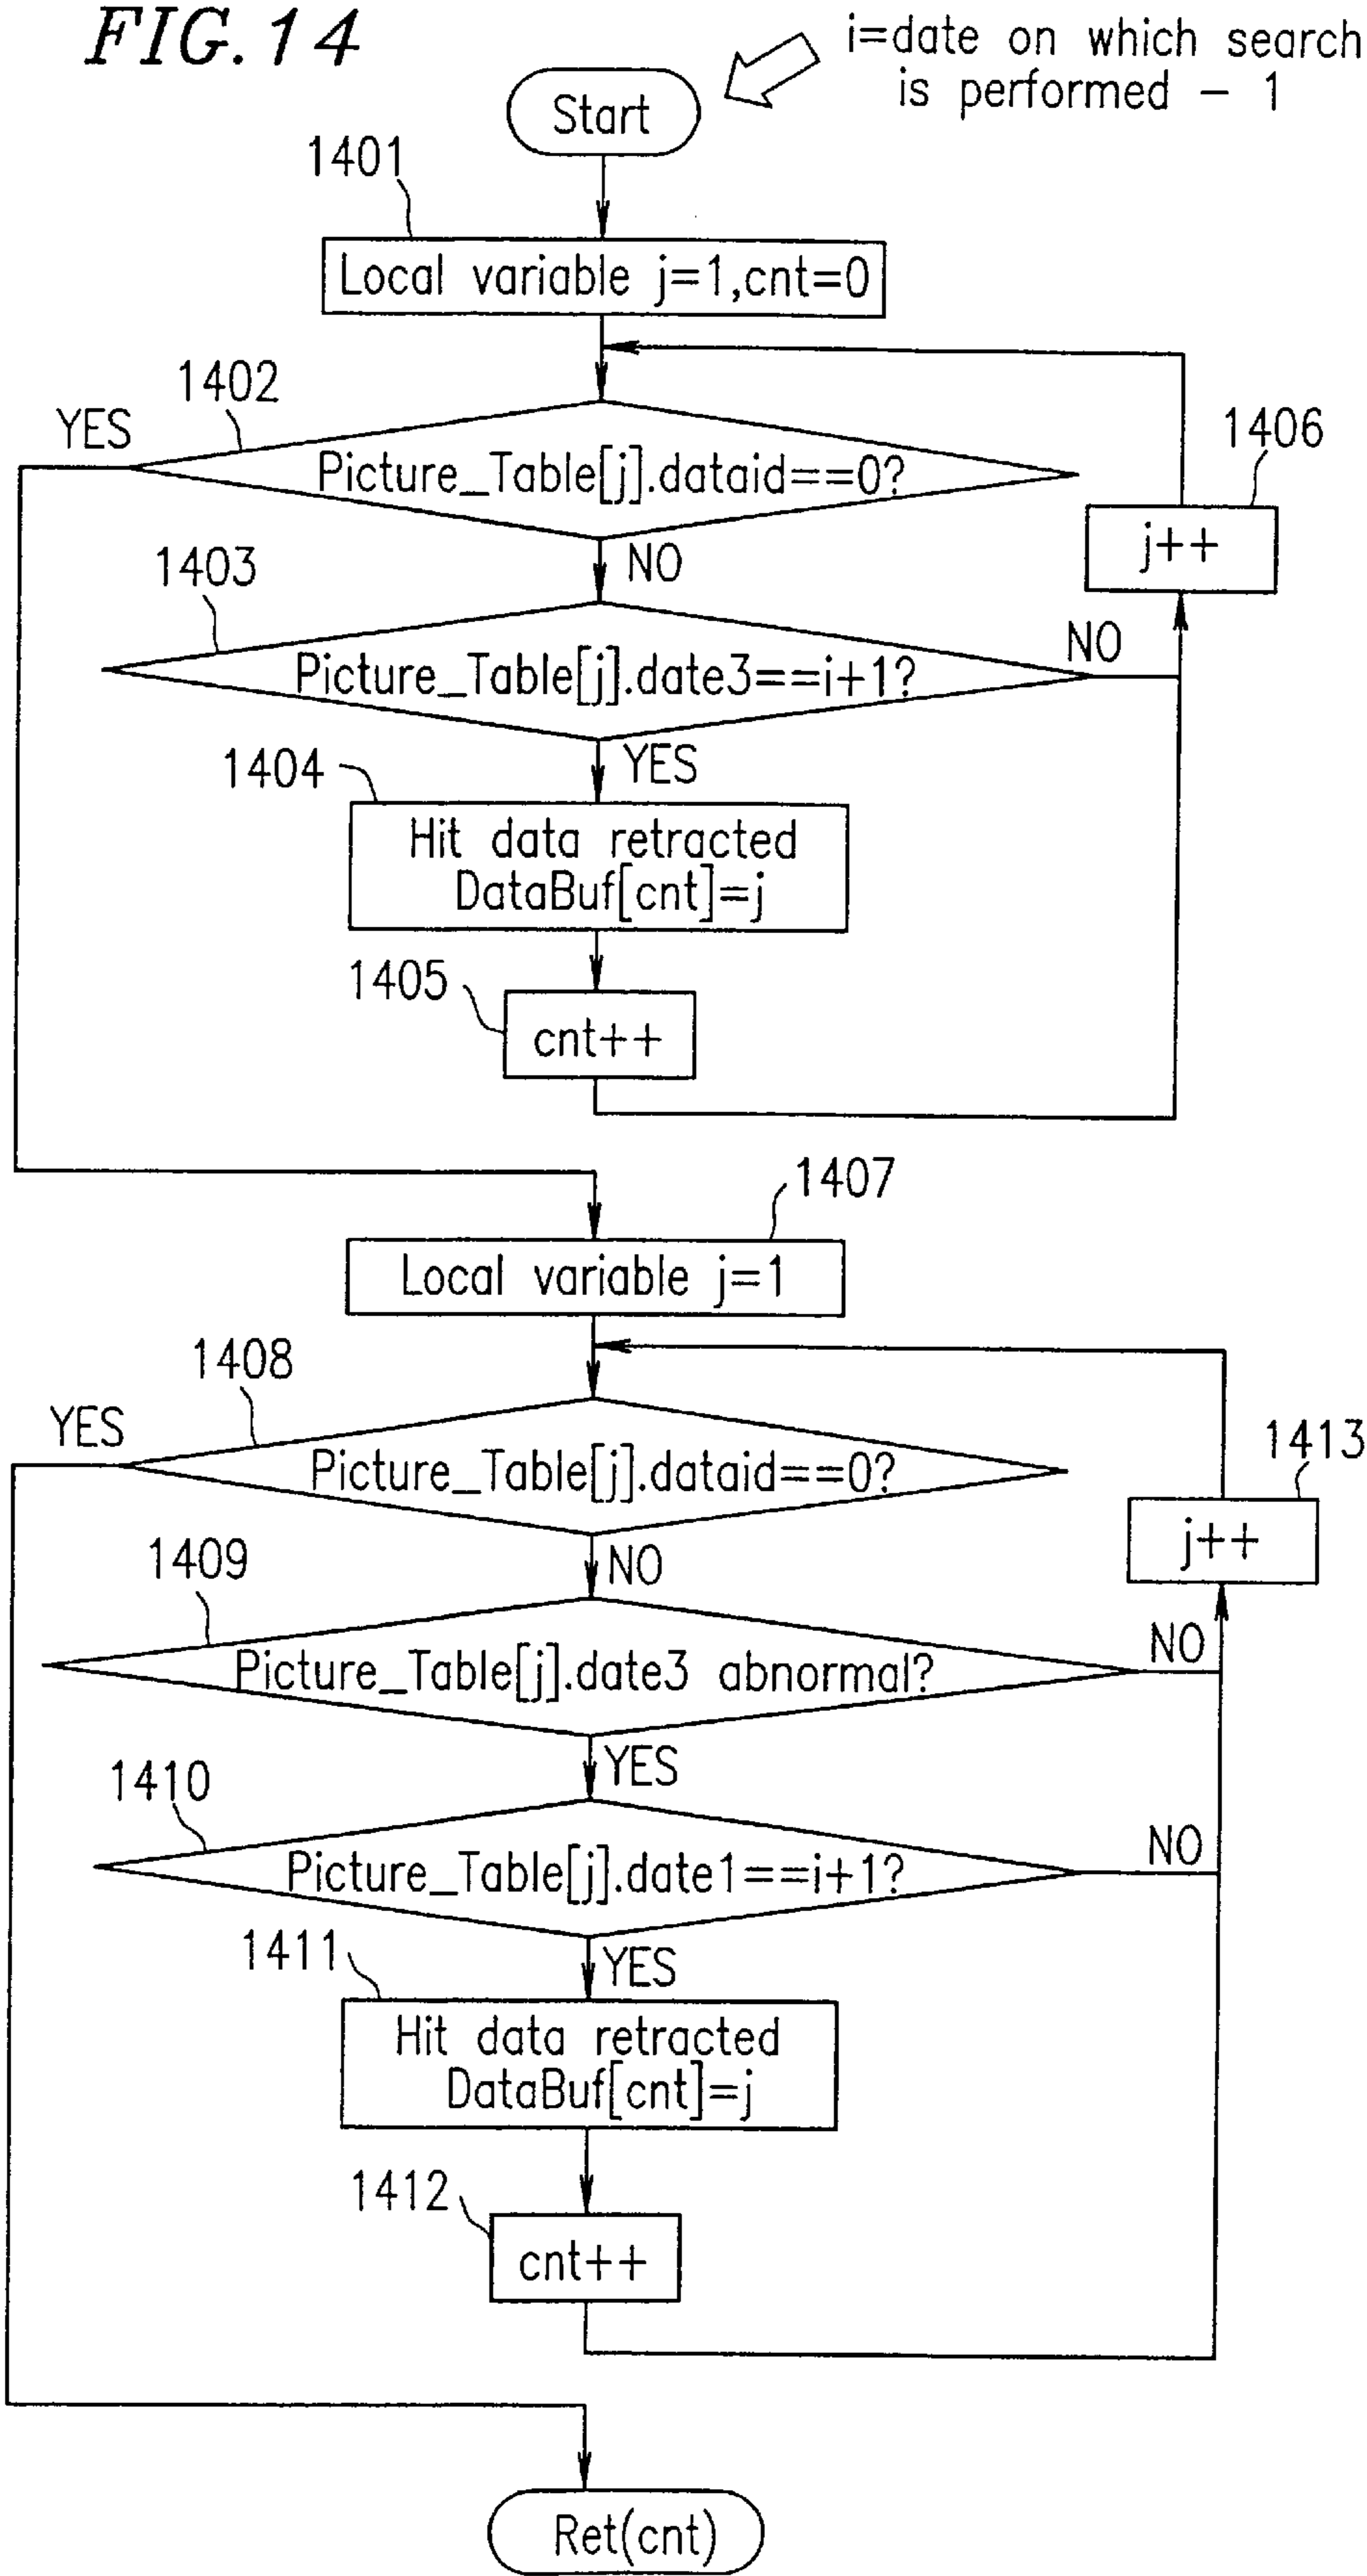 FIG. 14
i=date on which search
is performed - 1
Start
1401
Local variable j=1,cnt=0
1402
YES
Picture_Table[j].dataid==0?
1406
j++
NO
1403
Picture_Table[j].date3==i+1?
NO
YES
1404
Hit data retracted
DataBuf[cnt]=j
1405
cnt++
1407
Local variable j=1
1408
YES
Picture_Table[j].dataid==0?
1413
j++
NO
1409
Picture_Table[j].date3 abnormal?
NO
YES
1410
Picture_Table[j].date1==i+1?
NO
YES
1411
Hit data retracted
DataBuf[cnt]=j
1412
cnt++
Ret(cnt)